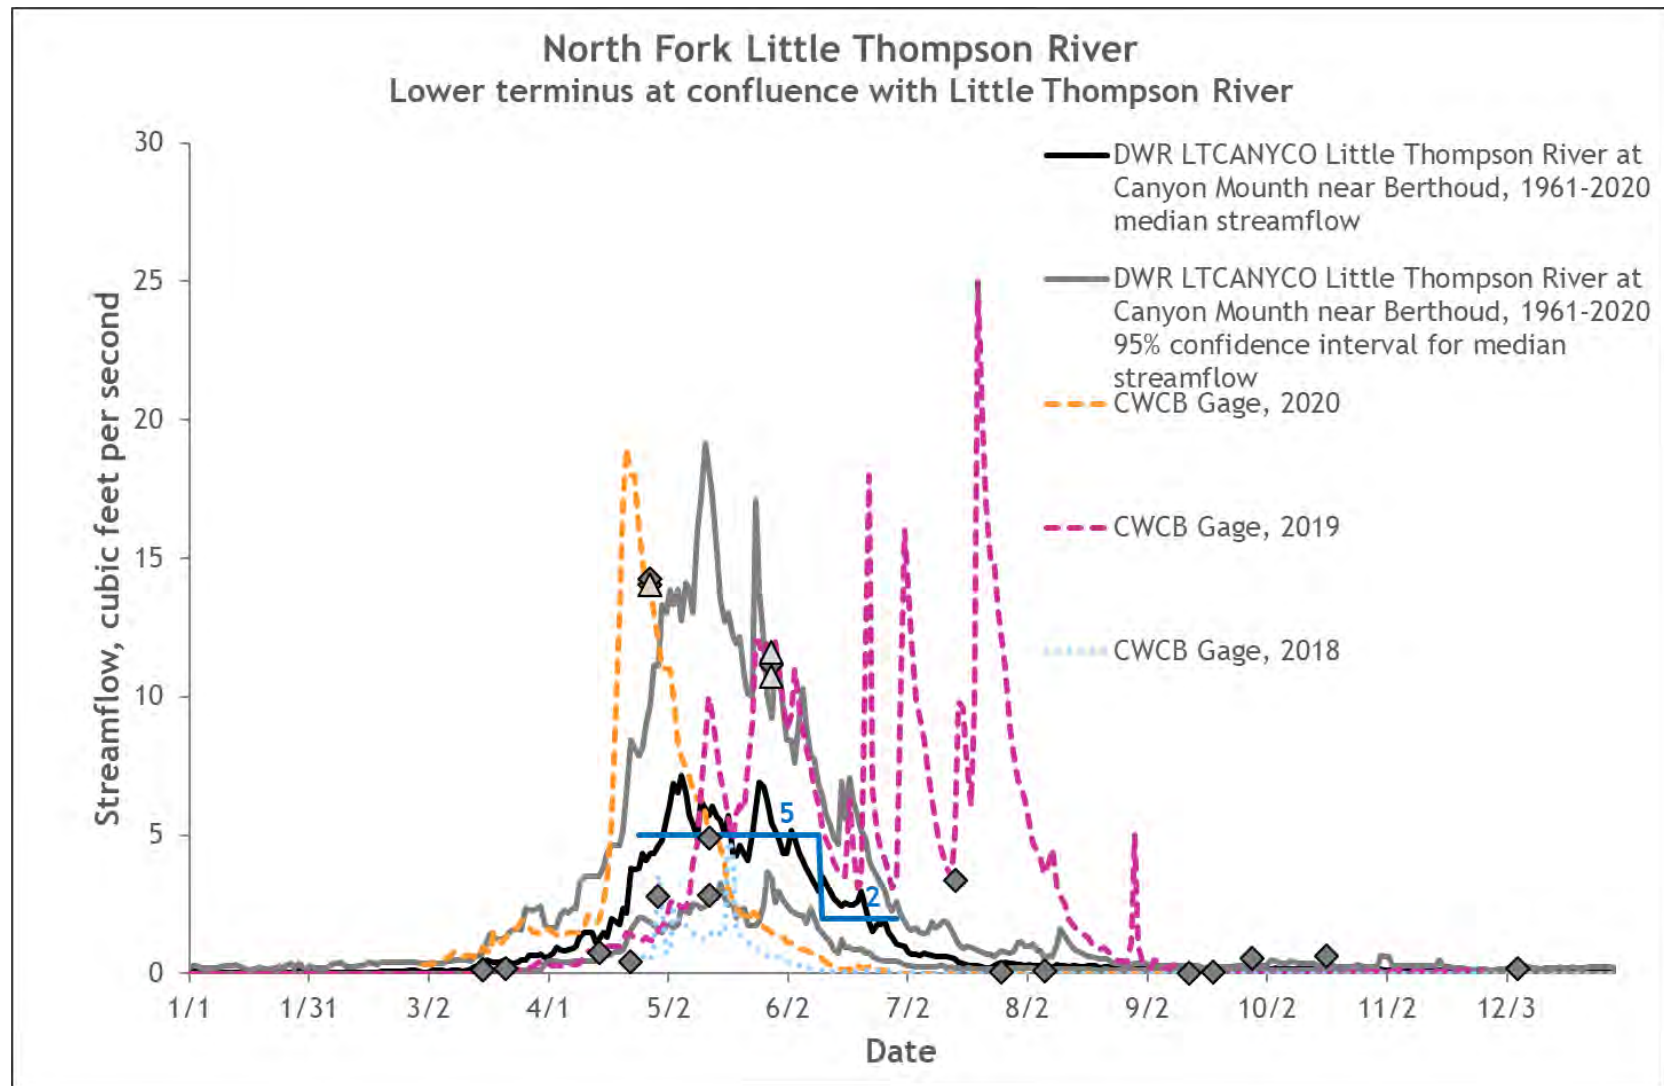 North Fork Little Thompson River
Lower terminus at confluence with Little Thompson River
Streamflow, cubic feet per second
30
25
20
15
10
5
0
DWR LTCANYCO Little Thompson River at
Canyon Mounth near Berthoud, 1961-2020
median streamflow
DWR LTCANYCO Little Thompson River at
Canyon Mounth near Berthoud, 1961-2020
95% confidence interval for median
streamflow
CWCB Gage, 2020
CWCB Gage, 2019
CWCB Gage, 2018
5
2
1/1 1/31 3/2 4/1 5/2 6/2 7/2 8/2 9/2 10/2 11/2 12/3
Date